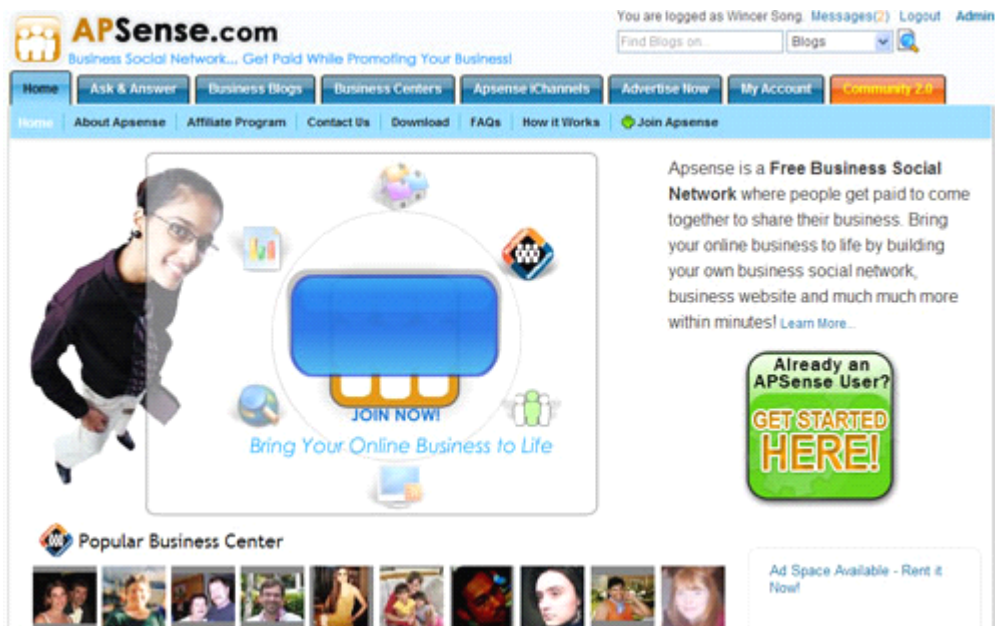 APSense.com
Business Social Network... Get Paid While Promoting Your Business!
You are logged as Wincer Song. Messages(2) Logout Admin
Find Blogs on... Blogs
Home Ask & Answer Business Blogs Business Centers Apsense iChannels Advertise Now My Account Community 2.0
Home About Apsense Affiliate Program Contact Us Download FAQs How it Works Join Apsense
JOIN NOW!
Bring Your Online Business to Life
Apsense is a Free Business Social
Network where people get paid to come
together to share their business. Bring
your online business to life by building
your own business social network,
business website and much much more
within minutes! Learn More...
Already an
APSense User?
GET STARTED
HERE!
Popular Business Center
Ad Space Available - Rent it
Now!